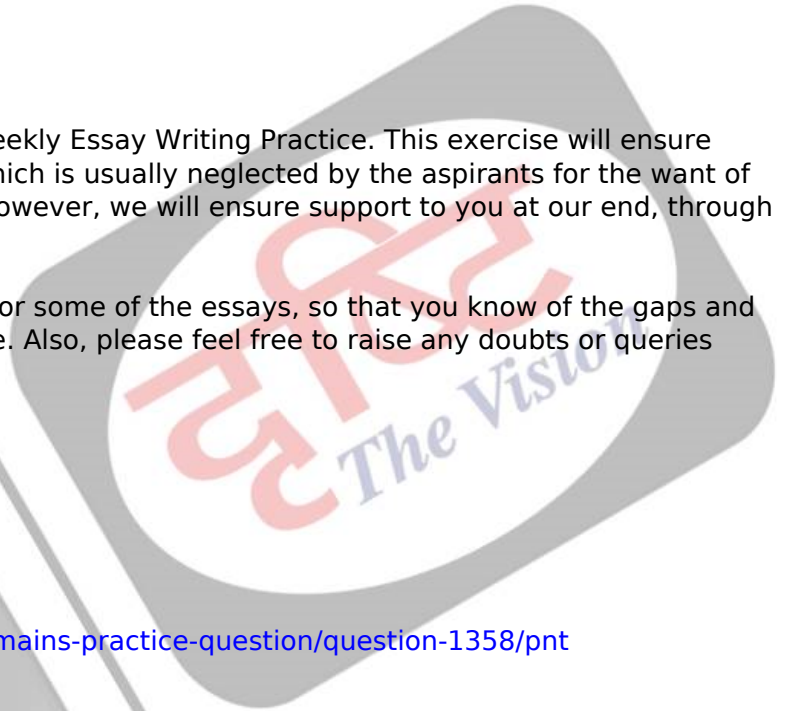 eekly Essay Writing Practice. This exercise will ensure
hich is usually neglected by the aspirants for the want of
owever, we will ensure support to you at our end, through
or some of the essays, so that you know of the gaps and
e. Also, please feel free to raise any doubts or queries
दृष्टि
The Vision
mains-practice-question/question-1358/pnt